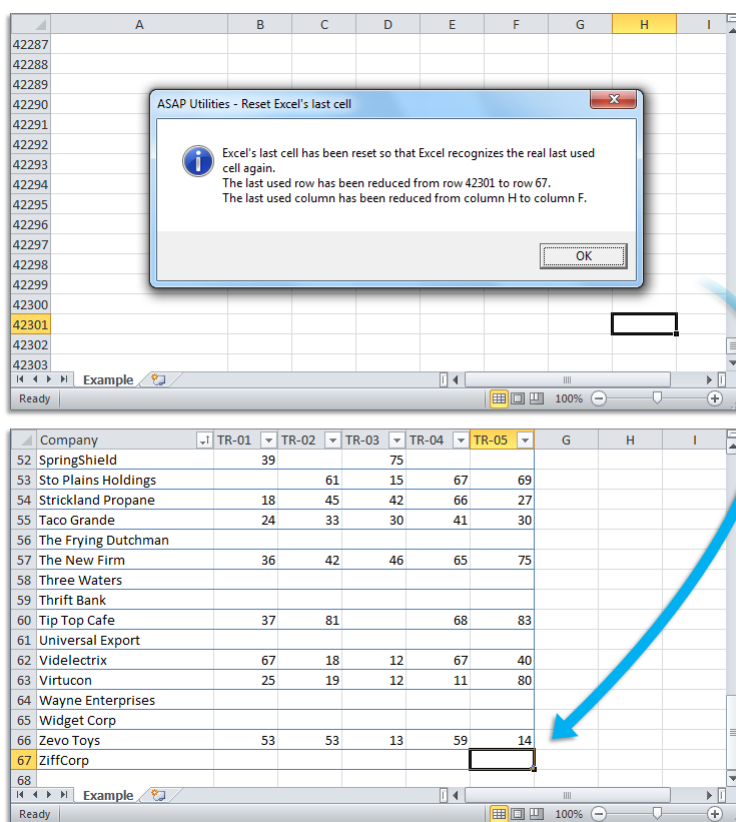 A B C D E F G H I
42287
42288
42289
42290
42291
42292
42293
42294
42295
42296
42297
42298
42299
42300
42301
42302
42303
ASAP Utilities - Reset Excel's last cell
x
Excel's last cell has been reset so that Excel recognizes the real last used
cell again.
The last used row has been reduced from row 42301 to row 67.
The last used column has been reduced from column H to column F.
OK
Example
Ready 100%
Company TR-01 TR-02 TR-03 TR-04 TR-05 G H I
52 SpringShield 39 75
53 Sto Plains Holdings 61 15 67 69
54 Strickland Propane 18 45 42 66 27
55 Taco Grande 24 33 30 41 30
56 The Frying Dutchman
57 The New Firm 36 42 46 65 75
58 Three Waters
59 Thrift Bank
60 Tip Top Cafe 37 81 68 83
61 Universal Export
62 Videlectrix 67 18 12 67 40
63 Virtucon 25 19 12 11 80
64 Wayne Enterprises
65 Widget Corp
66 Zevo Toys 53 53 13 59 14
67 ZiffCorp
68
Example
Ready 100%